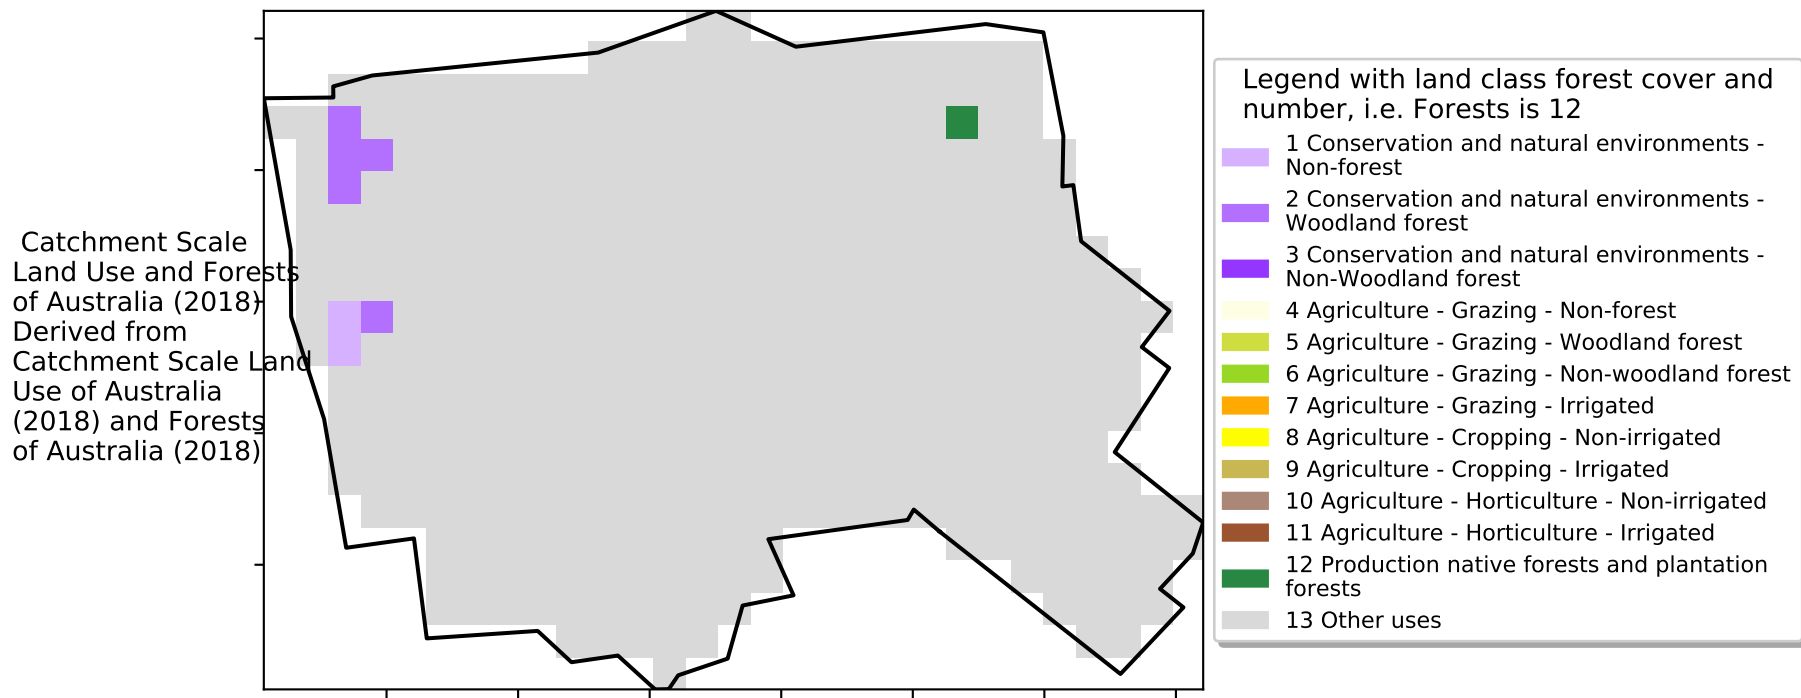 Catchment Scale
Land Use and Forests
of Australia (2018)
Derived from
Catchment Scale Land
Use of Australia
(2018) and Forests
of Australia (2018)
Legend with land class forest cover and
number, i.e. Forests is 12
1 Conservation and natural environments -
Non-forest
2 Conservation and natural environments -
Woodland forest
3 Conservation and natural environments -
Non-Woodland forest
4 Agriculture - Grazing - Non-forest
5 Agriculture - Grazing - Woodland forest
6 Agriculture - Grazing - Non-woodland forest
7 Agriculture - Grazing - Irrigated
8 Agriculture - Cropping - Non-irrigated
9 Agriculture - Cropping - Irrigated
10 Agriculture - Horticulture - Non-irrigated
11 Agriculture - Horticulture - Irrigated
12 Production native forests and plantation
forests
13 Other uses